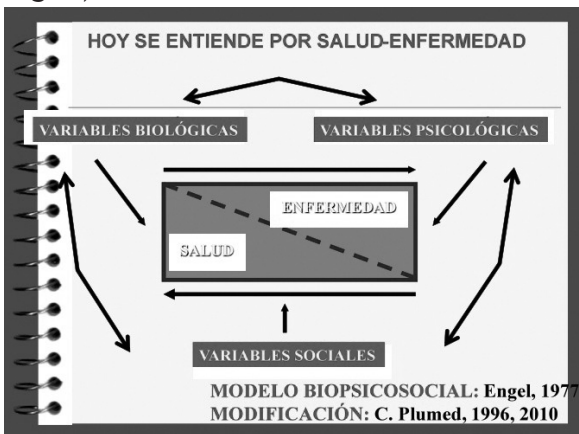 HOY SE ENTIENDE POR SALUD-ENFERMEDAD
VARIABLES BIOLÓGICAS
VARIABLES PSICOLÓGICAS
ENFERMEDAD
SALUD
VARIABLES SOCIALES
MODELO BIOPSICOSOCIAL: Engel, 1977
MODIFICACIÓN: C. Plumed, 1996, 2010